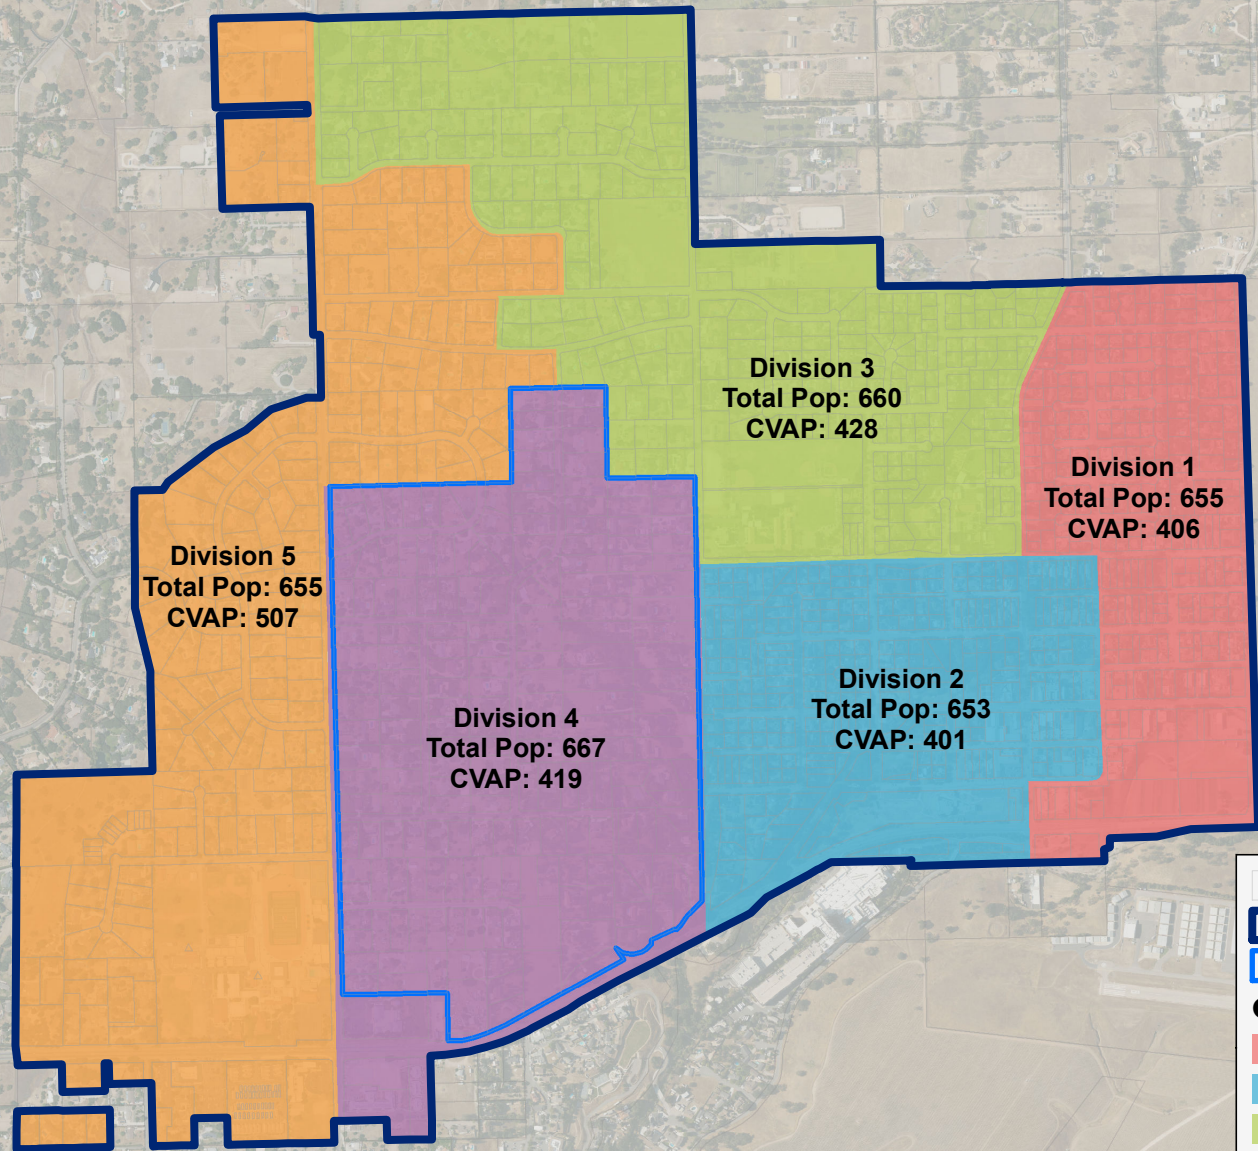 Division 3
Total Pop: 660
CVAP: 428
Division 1
Total Pop: 655
CVAP: 406
Division 5
Total Pop: 655
CVAP: 507
Division 2
Total Pop: 653
CVAP: 401
Division 4
Total Pop: 667
CVAP: 419